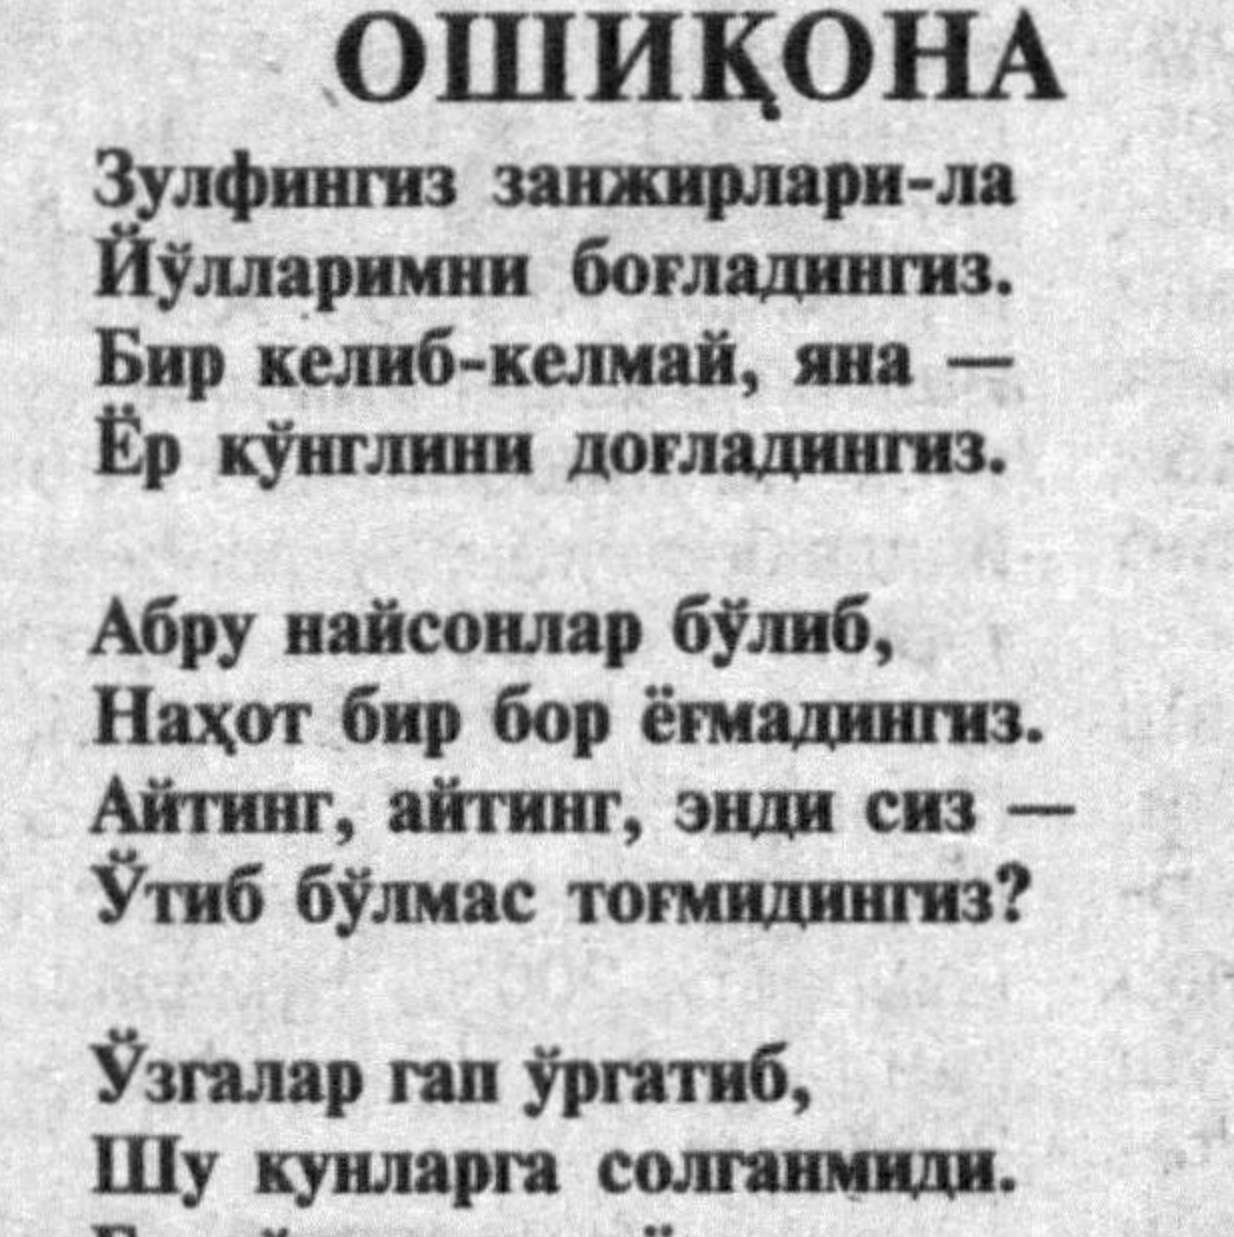 ОШИҚОНА
Зулфингиз занжирлари-ла
Йўлларимни боғладингиз.
Бир келиб-келмай, яна —
Ёр кўнглини доғладингиз.
Абру найсонлар бўлиб,
Наҳот бир бор ёғмадингиз.
Айтинг, айтинг, энди сиз —
Ўтиб бўлмас тоғмидингиз?
Ўзгалар гап ўргатиб,
Шу кунларга солганмиди.